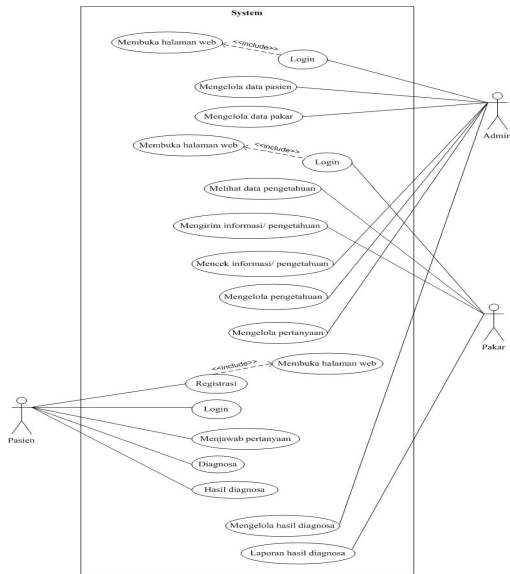 System
Membuka halaman web
<<include>>
Login
Mengelola data pasien
Mengelola data pakar
Admin
Membuka halaman web
<<include>>
Login
Melihat data pengetahuan
Mengirim informasi/ pengetahuan
Mencek informasi/ pengetahuan
Mengelola pengetahuan
Mengelola pertanyaan
Pakar
<<include>>
Membuka halaman web
Registrasi
Login
Pasien
Menjawab pertanyaan
Diagnosa
Hasil diagnosa
Mengelola hasil diagnosa
Laporan hasil diagnosa